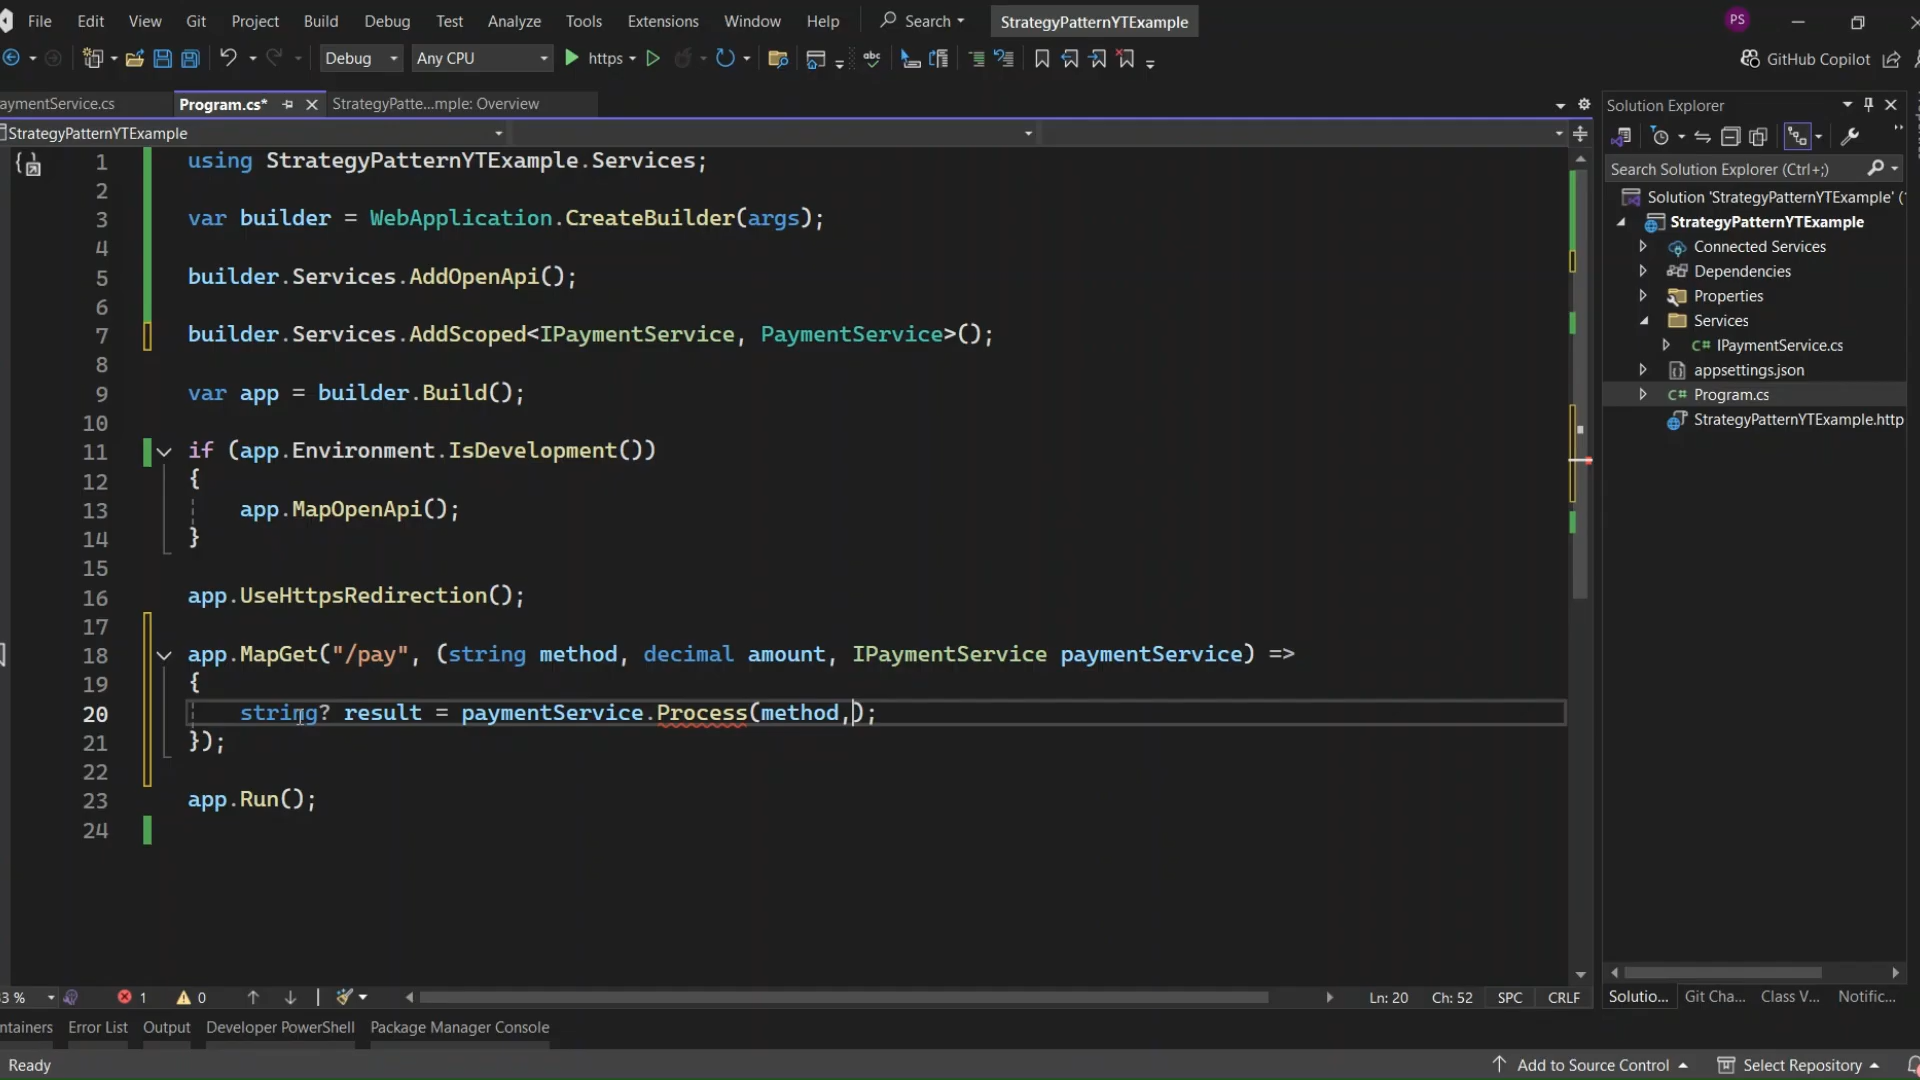 File Edit View Git Project Build Debug Test Analyze Tools Extensions Window Help Search StrategyPatternYTExample PS
Debug Any CPU https GitHub Copilot
aymentService.cs Program.cs* StrategyPatte...mple: Overview
StrategyPatternYTExample
1 using StrategyPatternYTExample.Services;
2
3 var builder = WebApplication.CreateBuilder(args);
4
5 builder.Services.AddOpenApi();
6
7 builder.Services.AddScoped<IPaymentService, PaymentService>();
8
9 var app = builder.Build();
10
11 if (app.Environment.IsDevelopment())
12 {
13 app.MapOpenApi();
14 }
15
16 app.UseHttpsRedirection();
17
18 app.MapGet("/pay", (string method, decimal amount, IPaymentService paymentService) =>
19 {
20 string? result = paymentService.Process(method,);
21 });
22
23 app.Run();
24
Solution Explorer
Search Solution Explorer (Ctrl+;)
Solution 'StrategyPatternYTExample' (
StrategyPatternYTExample
Connected Services
Dependencies
Properties
Services
C# IPaymentService.cs
appsettings.json
C# Program.cs
StrategyPatternYTExample.http
3 % 1 0 Ln: 20 Ch: 52 SPC CRLF
Solutio... Git Cha... Class V... Notific...
ntainers Error List Output Developer PowerShell Package Manager Console
Ready Add to Source Control Select Repository